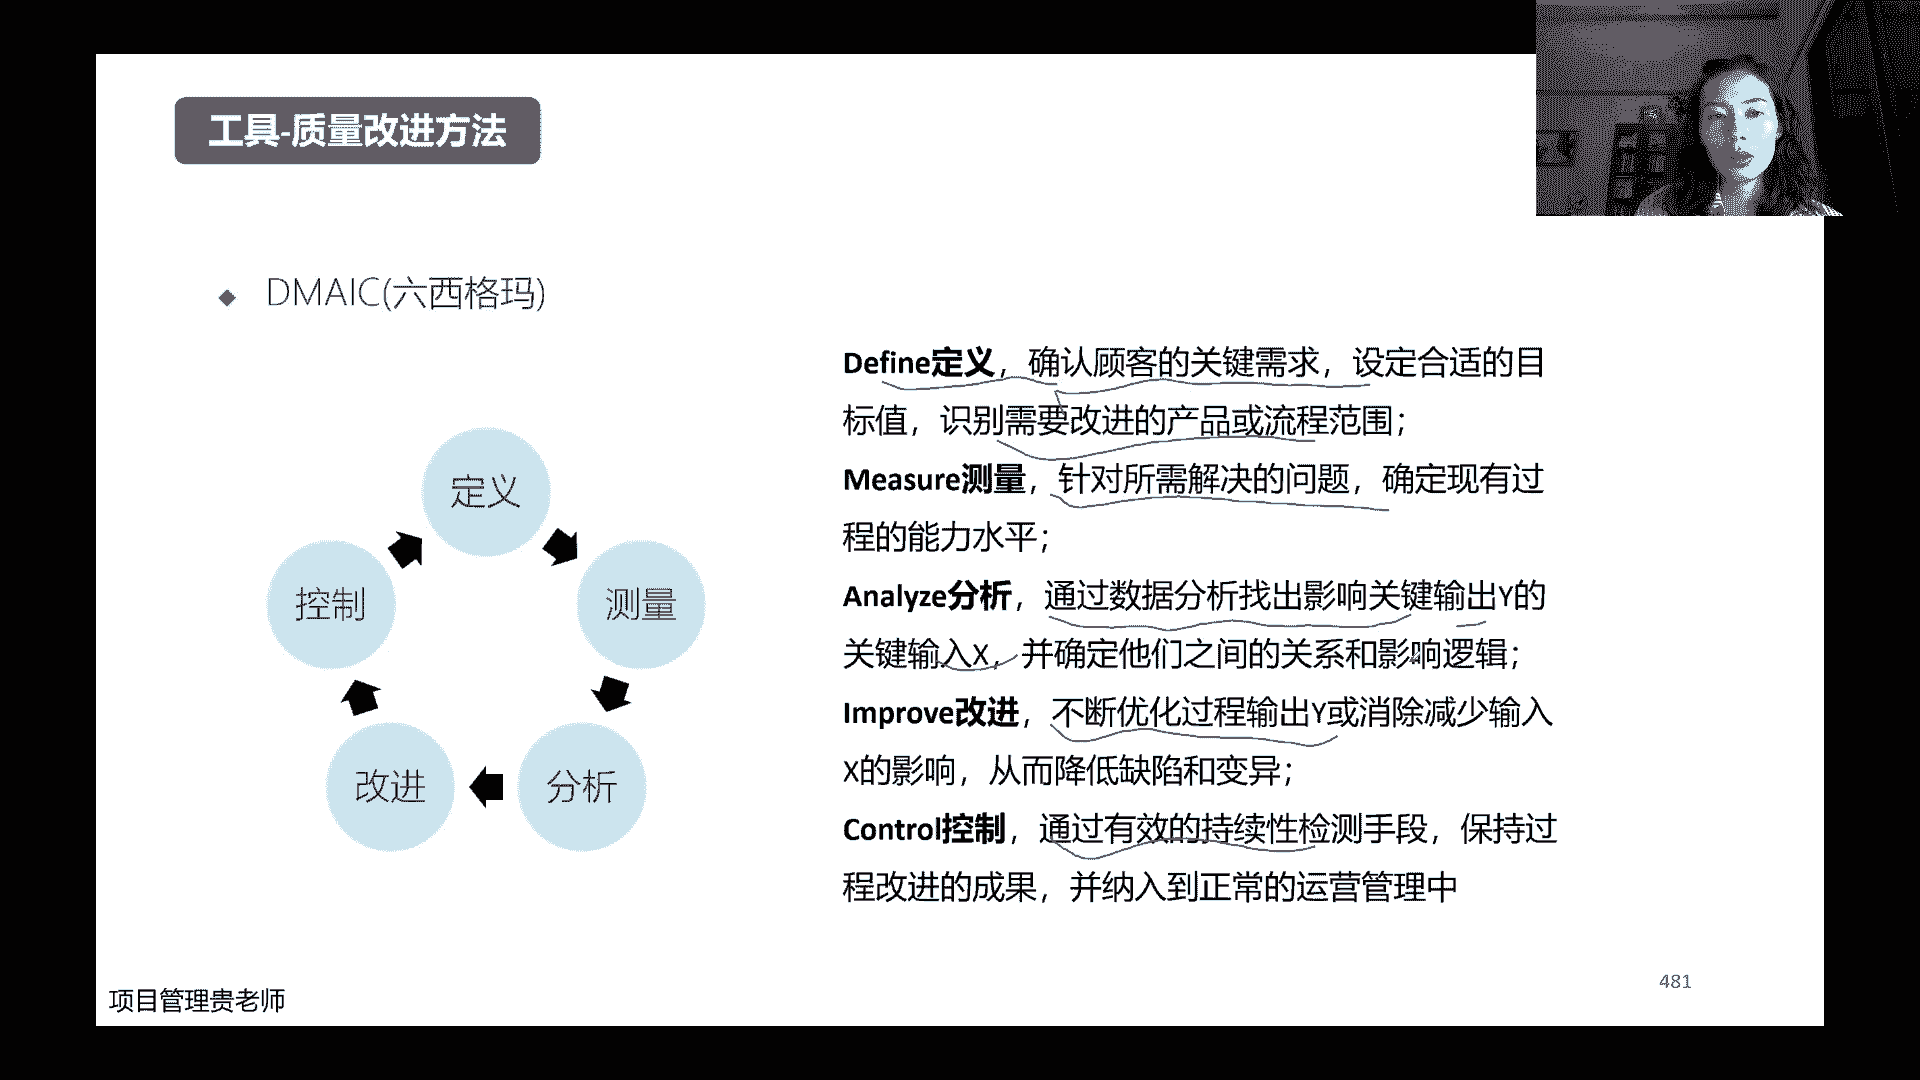 工具-质量改进方法
◆ DMAIC(六西格玛)
定义
测量
分析
改进
控制
Define定义，确认顾客的关键需求，设定合适的目
标值，识别需要改进的产品或流程范围；
Measure测量，针对所需解决的问题，确定现有过
程的能力水平；
Analyze分析，通过数据分析找出影响关键输出Y的
关键输入X，并确定他们之间的关系和影响逻辑；
Improve改进，不断优化过程输出Y或消除减少输入
X的影响，从而降低缺陷和变异；
Control控制，通过有效的持续性检测手段，保持过
程改进的成果，并纳入到正常的运营管理中
481
项目管理贵老师